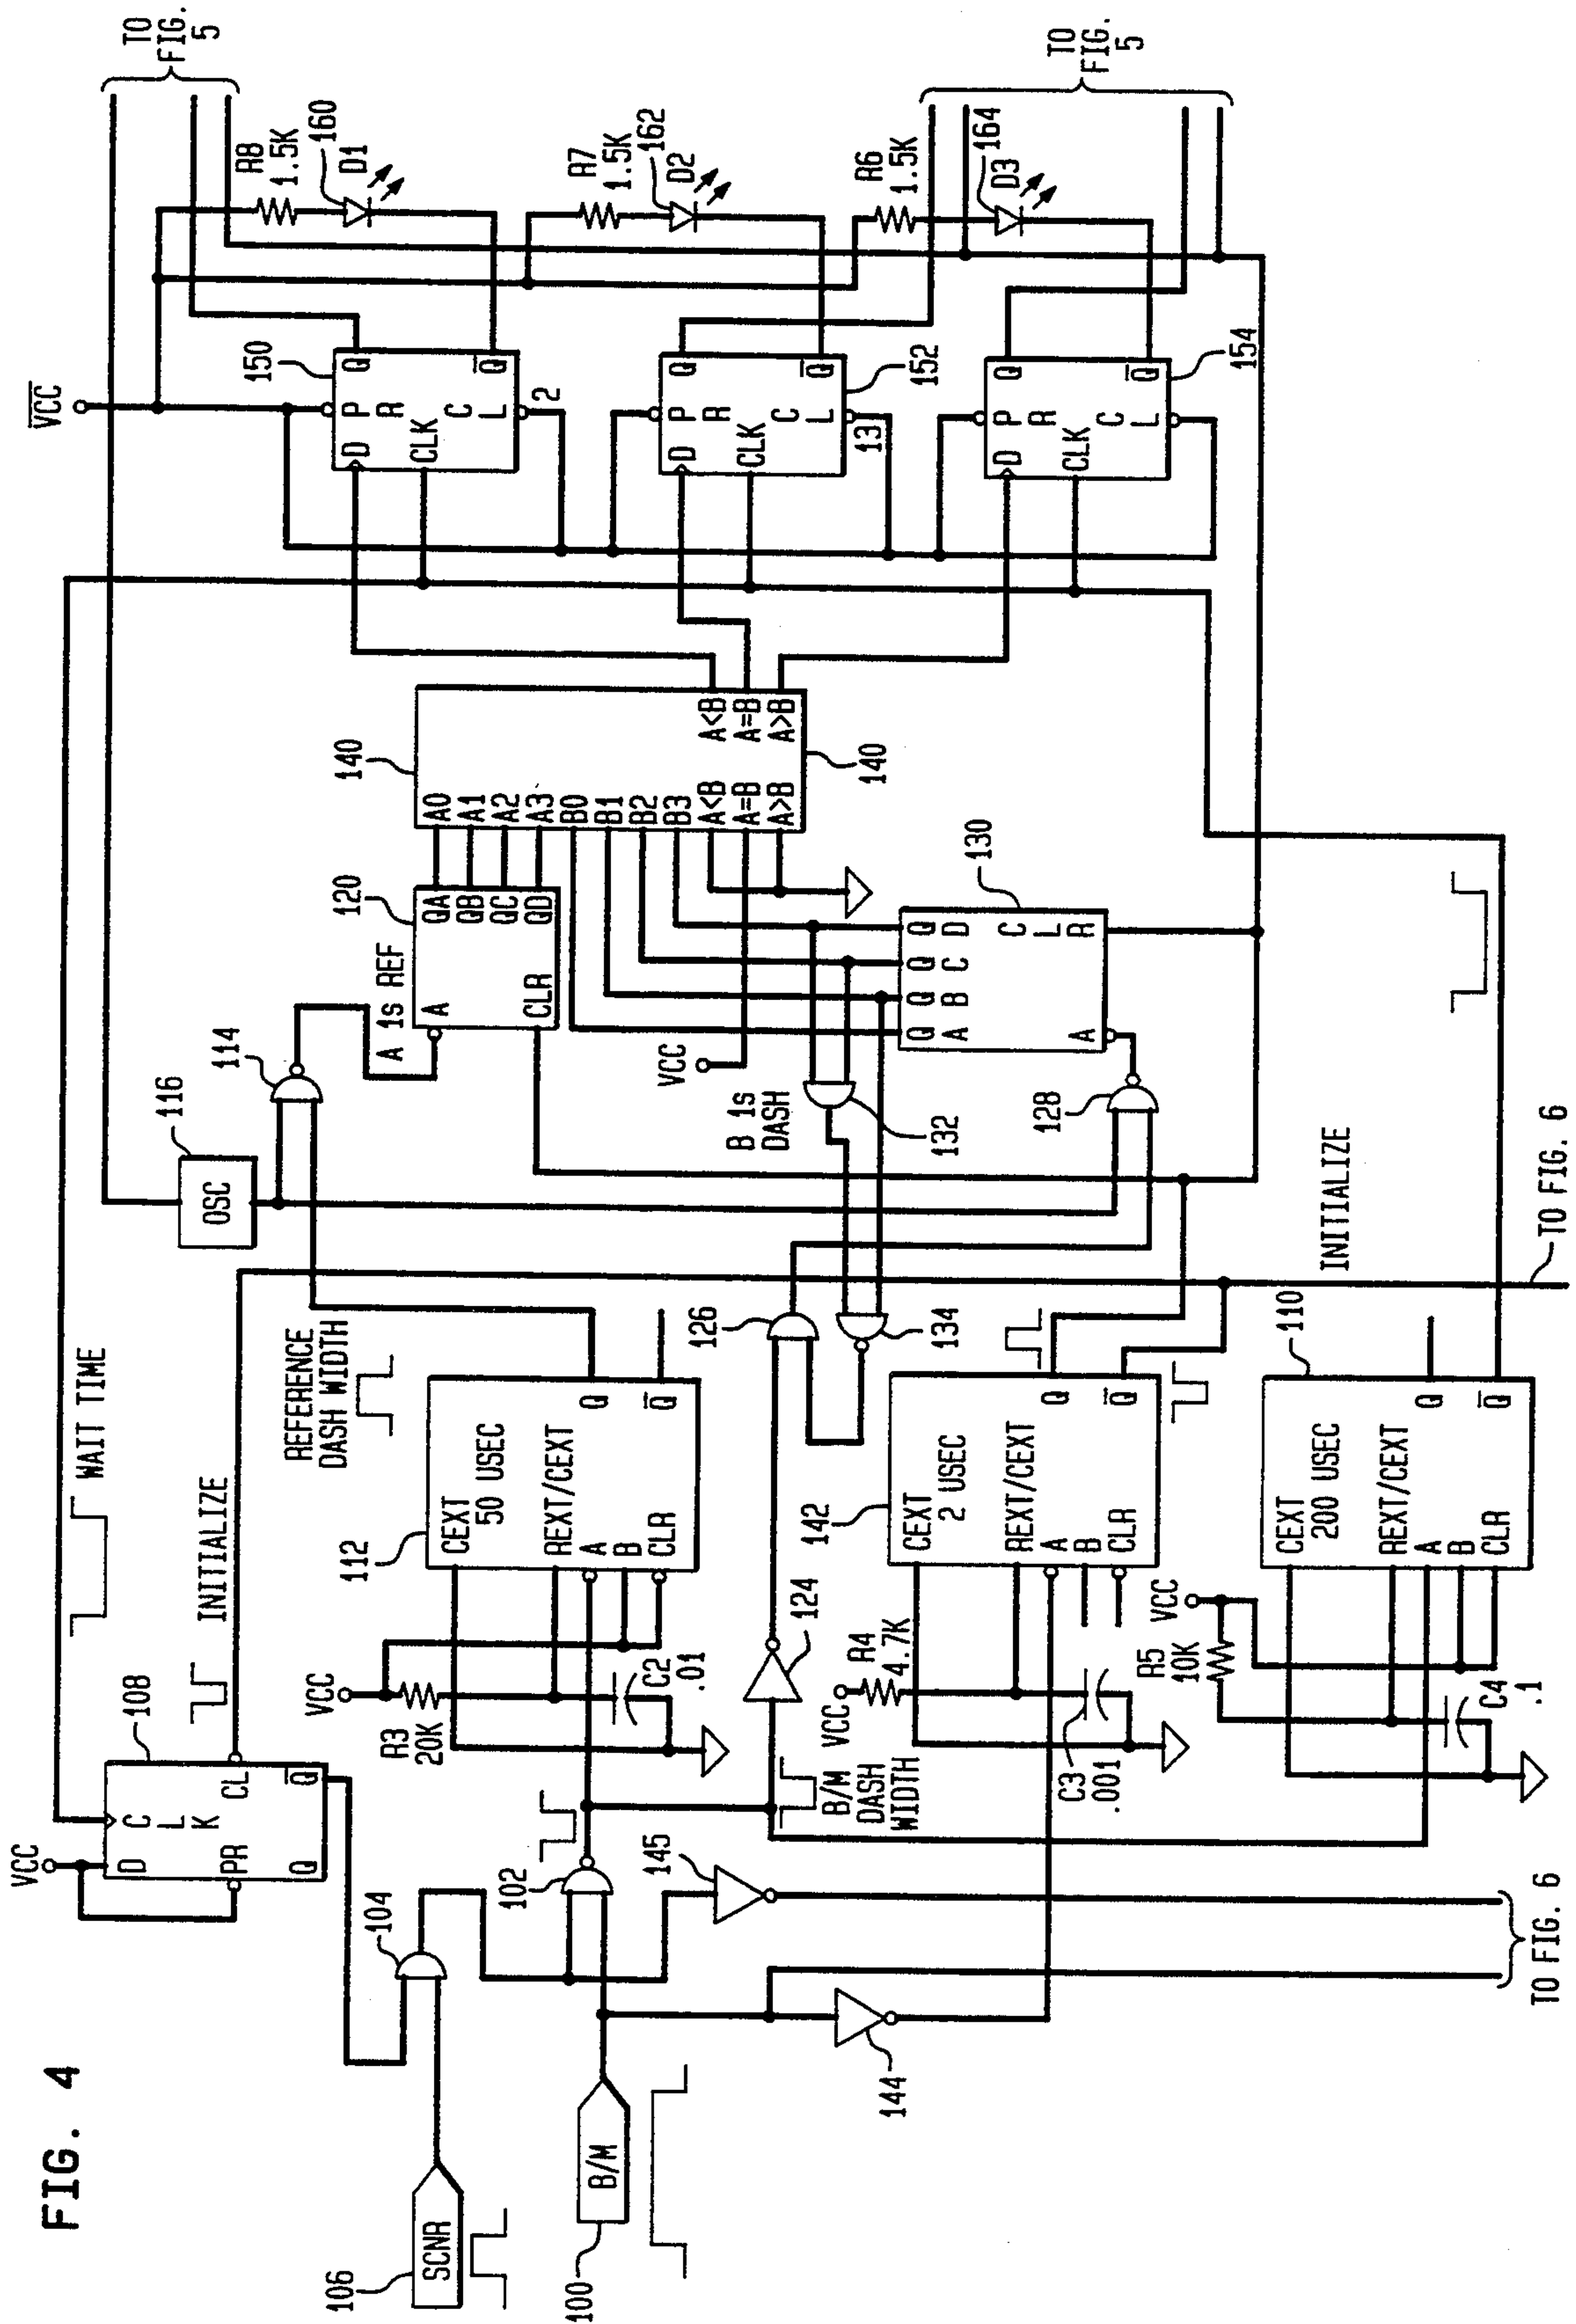 FIG. 4
106
SCNR
100
B/M
VCC
D
C
L
K
PR
CL
Q
Q̅
108
104
102
145
144
WAIT TIME
INITIALIZE
REFERENCE
DASH WIDTH
VCC
R3
20K
C2
.01
112
CEXT
50 USEC
REXT/CEXT
A
B
CLR
Q
Q̅
124
B/M
DASH
WIDTH
126
134
VCC
R4
4.7K
C3
.001
142
CEXT
2 USEC
REXT/CEXT
A
B
CLR
Q
Q̅
VCC
R5
10K
C4
.1
110
CEXT
200 USEC
REXT/CEXT
A
B
CLR
Q
Q̅
INITIALIZE
TO FIG. 6
TO FIG. 6
116
OSC
114
A 1s REF
120
A
CLR
QA
QB
QC
QD
B 1s
DASH
132
VCC
128
130
Q
A
Q
B
Q
C
Q
D
A
C
L
R
140
A0
A1
A2
A3
B0
B1
B2
B3
A<B
A=B
A>B
A<B
A=B
A>B
140
V̅C̅C̅
150
D
P
R
CLK
C
L
Q
Q̅
2
152
D
P
R
CLK
C
L
Q
Q̅
13
154
D
P
R
CLK
C
L
Q
Q̅
R8
1.5K
160
D1
R7
1.5K
162
D2
R6
1.5K
164
D3
TO
FIG.
5
TO
FIG.
5